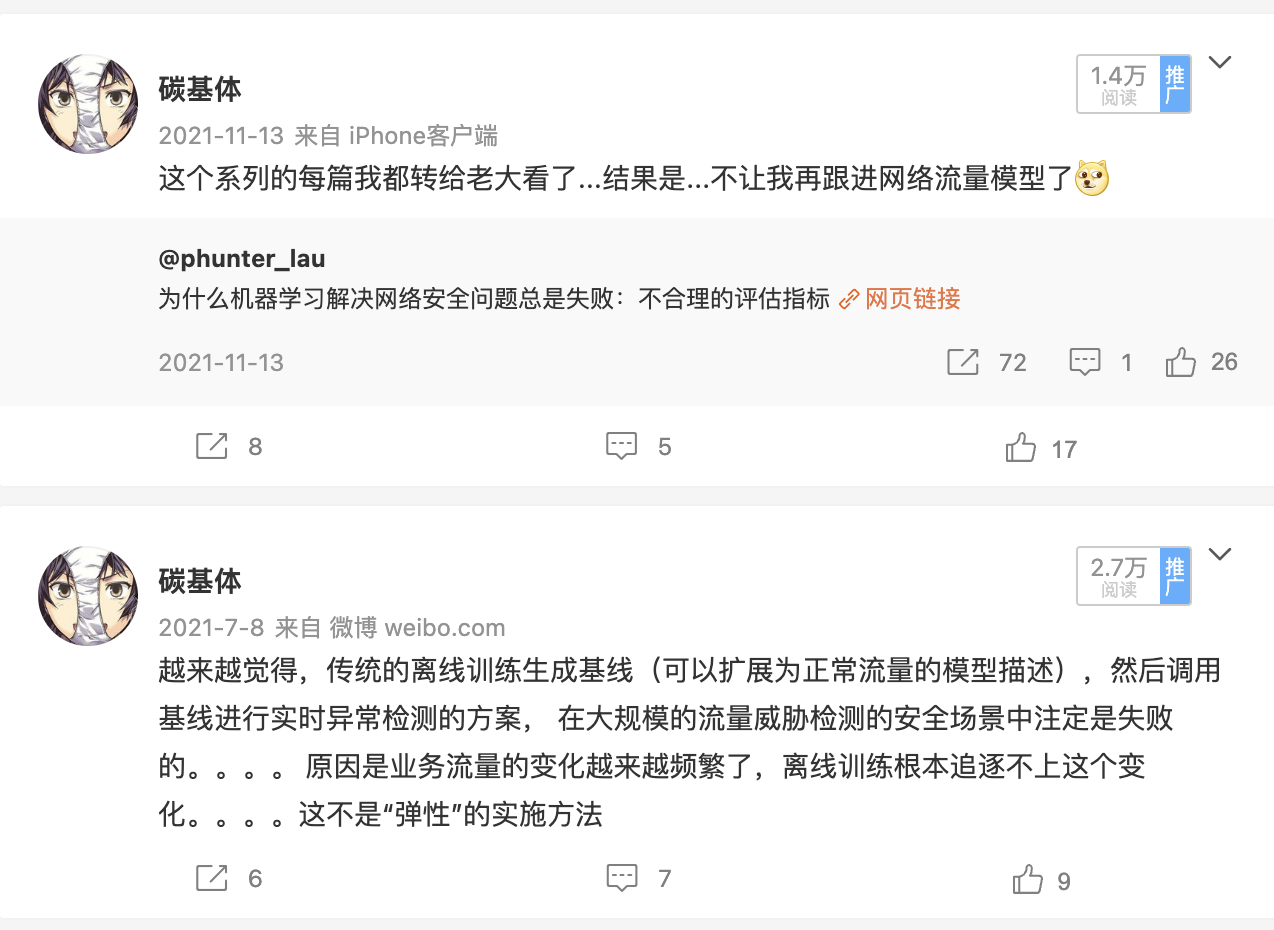 碳基体
1.4万
阅读
推广
2021-11-13 来自 iPhone客户端
这个系列的每篇我都转给老大看了...结果是...不让我再跟进网络流量模型了
@phunter_lau
为什么机器学习解决网络安全问题总是失败：不合理的评估指标 网页链接
2021-11-13
72
1
26
8
5
17
碳基体
2.7万
阅读
推广
2021-7-8 来自 微博 weibo.com
越来越觉得，传统的离线训练生成基线（可以扩展为正常流量的模型描述），然后调用
基线进行实时异常检测的方案， 在大规模的流量威胁检测的安全场景中注定是失败
的。。。。 原因是业务流量的变化越来越频繁了，离线训练根本追逐不上这个变
化。。。。这不是“弹性”的实施方法
6
7
9